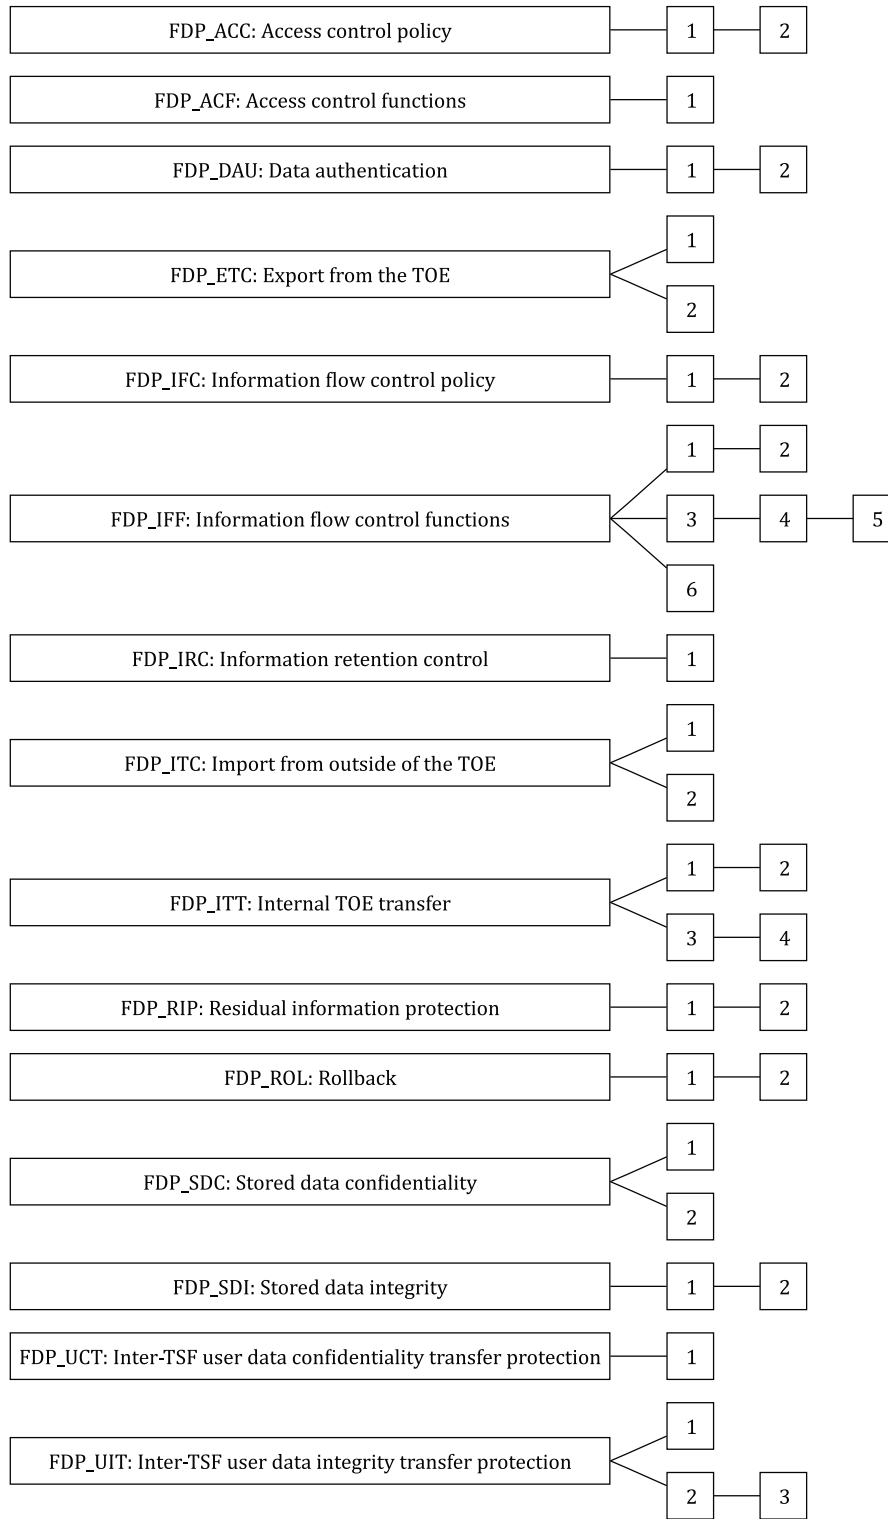 FDP_ACC: Access control policy 1 2
FDP_ACF: Access control functions 1
FDP_DAU: Data authentication 1 2
1
FDP_ETC: Export from the TOE
2
FDP_IFC: Information flow control policy 1 2
1 2
FDP_IFF: Information flow control functions 3 4 5
6
FDP_IRC: Information retention control 1
1
FDP_ITC: Import from outside of the TOE
2
1 2
FDP_ITT: Internal TOE transfer
3 4
FDP_RIP: Residual information protection 1 2
FDP_ROL: Rollback 1 2
1
FDP_SDC: Stored data confidentiality
2
FDP_SDI: Stored data integrity 1 2
FDP_UCT: Inter-TSF user data confidentiality transfer protection 1
1
FDP_UIT: Inter-TSF user data integrity transfer protection
2 3